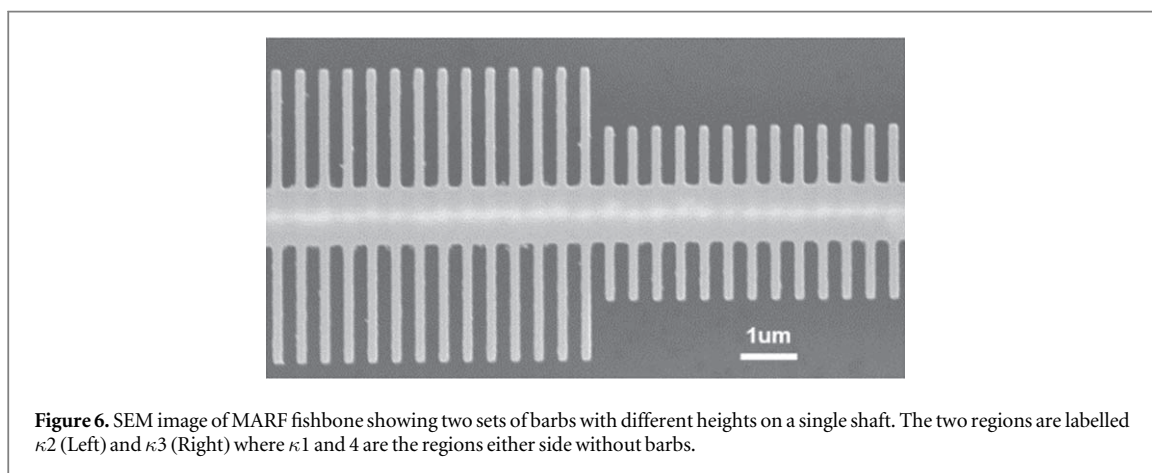 1um
Figure 6. SEM image of MARF fishbone showing two sets of barbs with different heights on a single shaft. The two regions are labelled
κ2 (Left) and κ3 (Right) where κ1 and 4 are the regions either side without barbs.